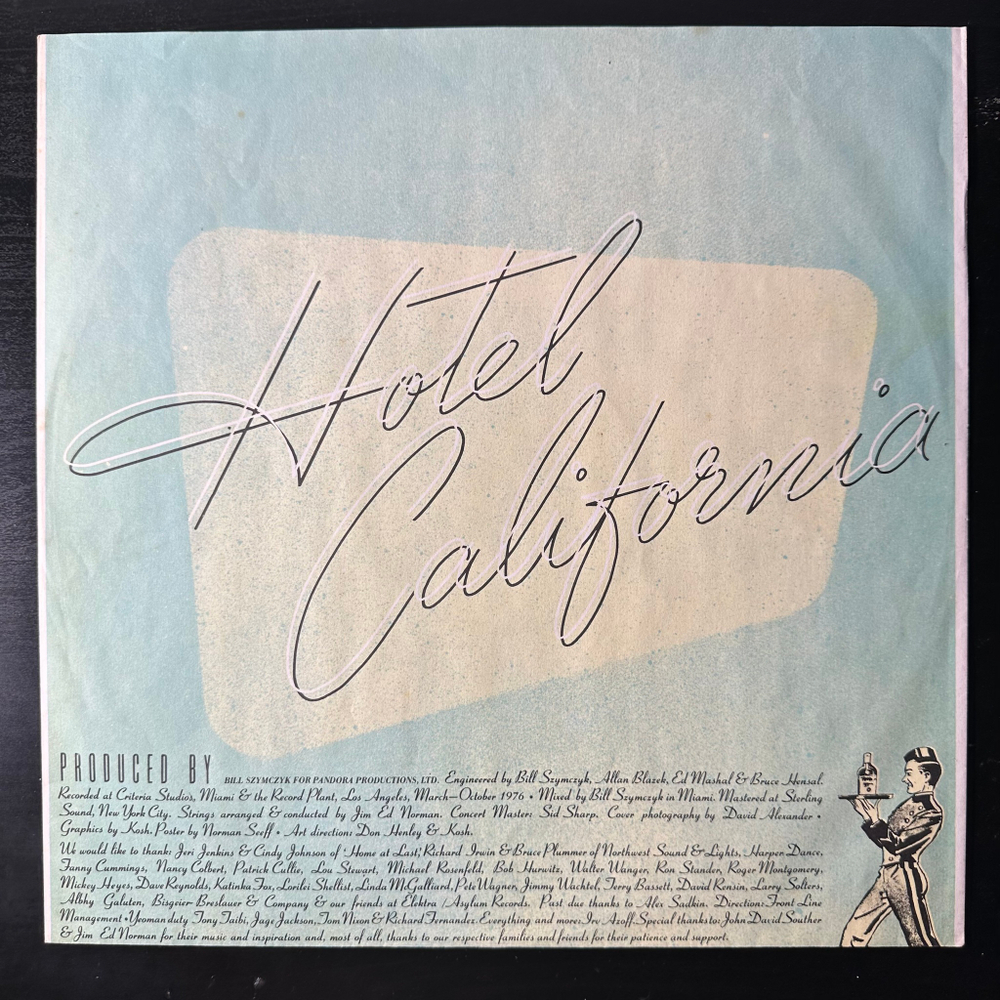 Hotel
California
PRODUCED BY BILL SZYMCZYK FOR PANDORA PRODUCTIONS, LTD. Engineered by Bill Szymczyk, Allan Blazek, Ed Mashal & Bruce Hensal.
Recorded at Criteria Studios, Miami & the Record Plant, Los Angeles, March—October 1976 • Mixed by Bill Szymczyk in Miami. Mastered at Sterling
Sound, New York City. Strings arranged & conducted by Jim Ed Norman. Concert Master: Sid Sharp. Cover photography by David Alexander •
Graphics by Kosh. Poster by Norman Seeff • Art direction: Don Henley & Kosh.
We would like to thank: Jeri Jenkins & Cindy Johnson of 'Home at Last,' Richard Irwin & Bruce Plummer of Northwest Sound & Lights, Harper Dance,
Fanny Cummings, Nancy Colbert, Patrick Cullie, Lou Stewart, Michael Rosenfeld, Bob Hurwitz, Walter Wanger, Ron Stander, Roger Montgomery,
Mickey Heyes, Dave Reynolds, Katinka Fox, Lorilei Shellist, Linda McGalliard, Pete Wagner, Jimmy Wachtel, Terry Bassett, David Rensin, Larry Solters,
Albhy Galuten, Bisgeier Breslauer & Company & our friends at Elektra / Asylum Records. Past due thanks to Alex Sadkin. Direction: Front Line
Management • Yeoman duty Tony Taibi, Jage Jackson, Tom Nixon & Richard Fernandez. Everything and more: Irv Azoff. Special thanks to: John David Souther
& Jim Ed Norman for their music and inspiration and, most of all, thanks to our respective families and friends for their patience and support.